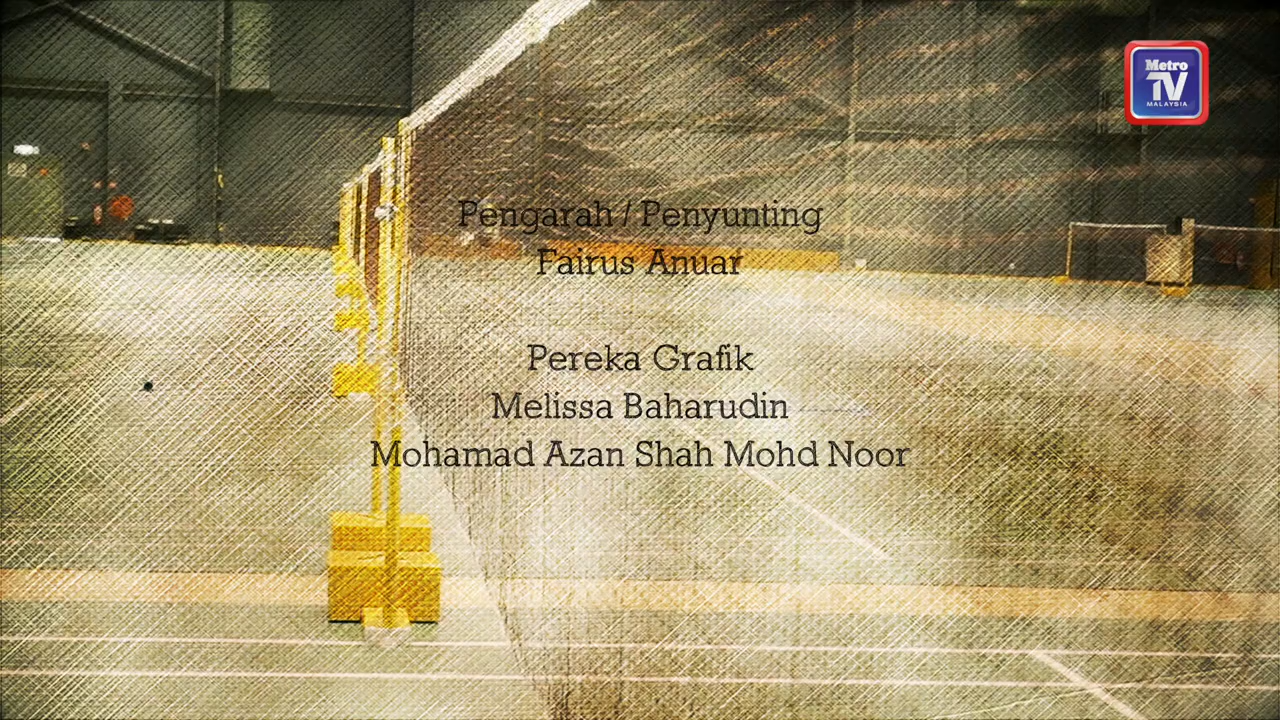 Metro
TV
MALAYSIA
Pengarah / Penyunting
Fairus Anuar
Pereka Grafik
Melissa Baharudin
Mohamad Azan Shah Mohd Noor